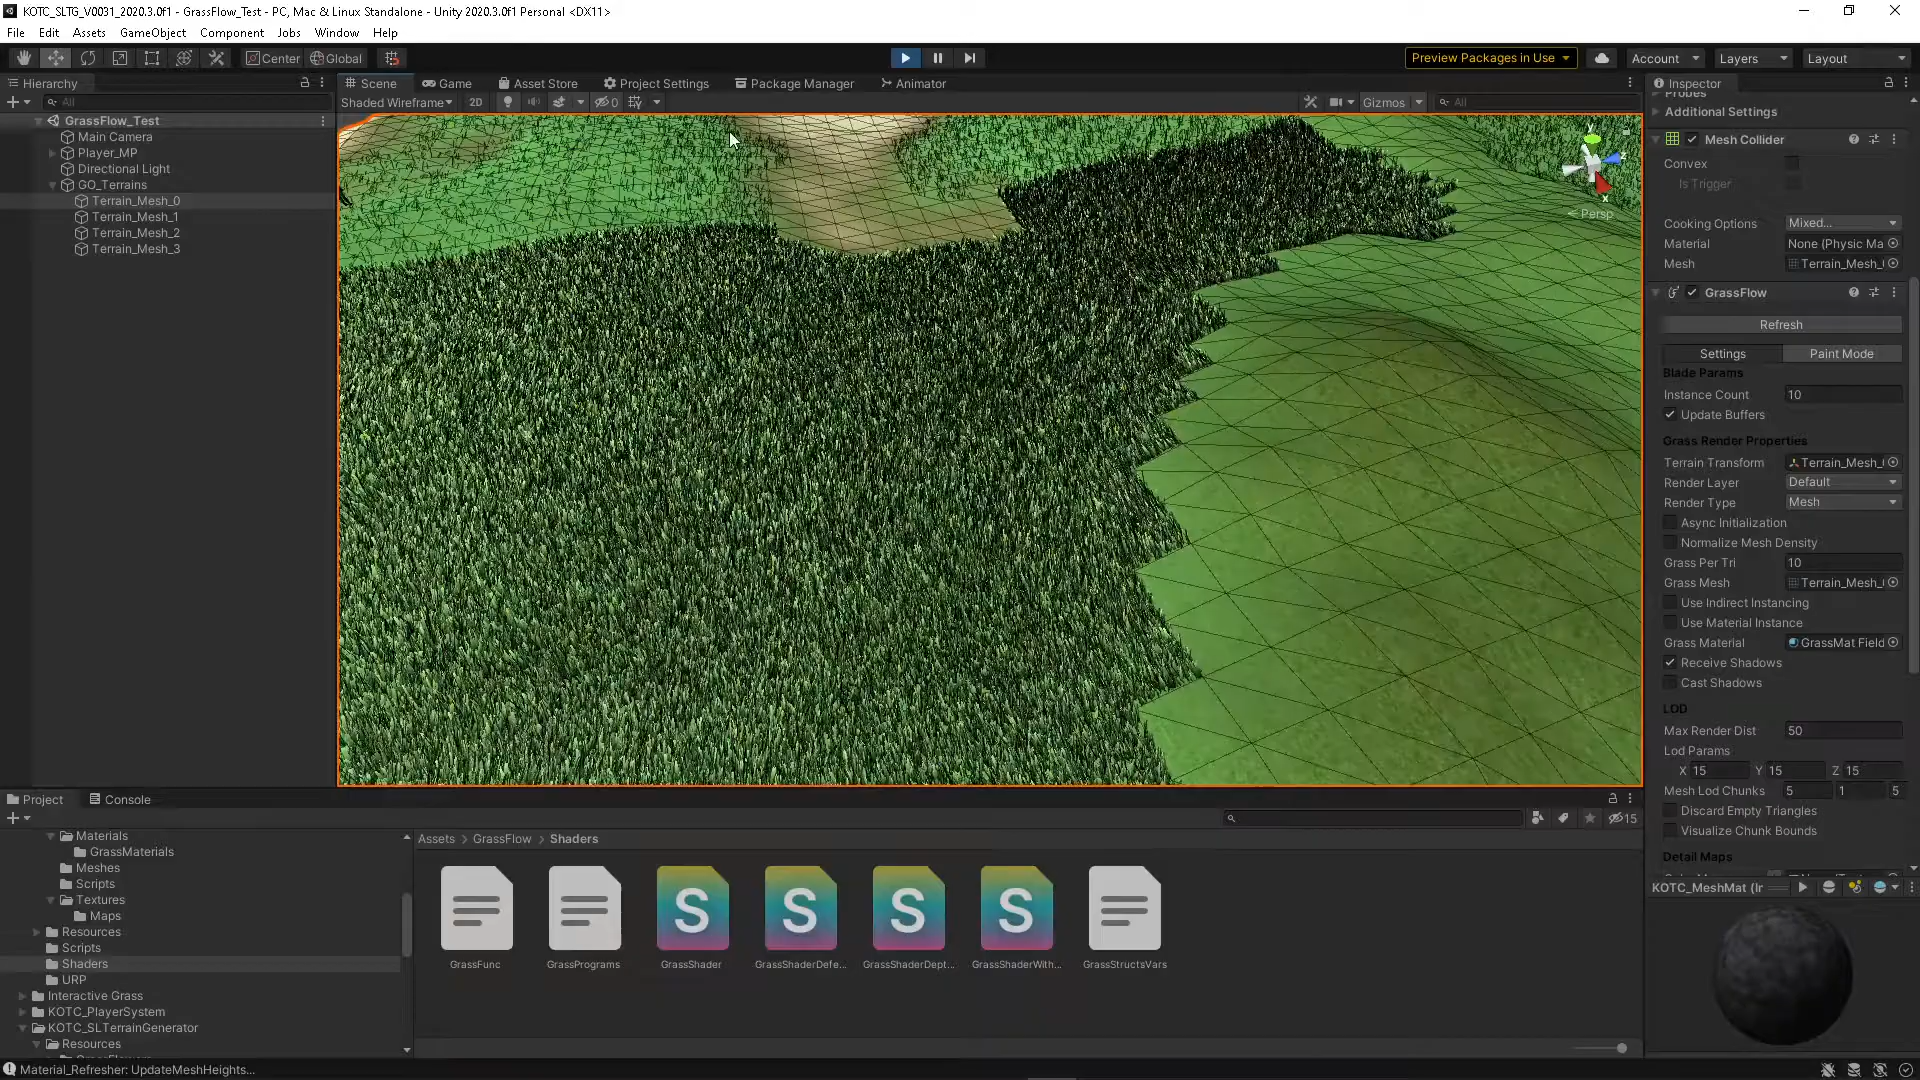 KOTC_SLTG_V0031_2020.3.0f1 - GrassFlow_Test - PC, Mac & Linux Standalone - Unity 2020.3.0f1 Personal <DX11>
File Edit Assets GameObject Component Jobs Window Help
Center Global
Preview Packages in Use
Account
Layers
Layout
Hierarchy
All
GrassFlow_Test
Main Camera
Player_MP
Directional Light
GO_Terrains
Terrain_Mesh_0
Terrain_Mesh_1
Terrain_Mesh_2
Terrain_Mesh_3
Scene Game Asset Store Project Settings Package Manager Animator
Shaded Wireframe 2D 0 Gizmos All
y
x
Persp
Inspector
Probes
Additional Settings
Mesh Collider
Convex
Is Trigger
Cooking Options Mixed...
Material None (Physic Ma
Mesh Terrain_Mesh_
GrassFlow
Refresh
Settings Paint Mode
Blade Params
Instance Count 10
Update Buffers
Grass Render Properties
Terrain Transform Terrain_Mesh_
Render Layer Default
Render Type Mesh
Async Initialization
Normalize Mesh Density
Grass Per Tri 10
Grass Mesh Terrain_Mesh_
Use Indirect Instancing
Use Material Instance
Grass Material GrassMat Field
Receive Shadows
Cast Shadows
LOD
Max Render Dist 50
Lod Params
X 15 Y 15 Z 15
Mesh Lod Chunks 5 1 5
Discard Empty Triangles
Visualize Chunk Bounds
Detail Maps
KOTC_MeshMat (Ir
Project Console
15
Materials
GrassMaterials
Meshes
Scripts
Textures
Maps
Resources
Scripts
Shaders
URP
Interactive Grass
KOTC_PlayerSystem
KOTC_SLTerrainGenerator
Resources
Assets > GrassFlow > Shaders
GrassFunc
GrassPrograms
GrassShader
GrassShaderDefe...
GrassShaderDept...
GrassShaderWith...
GrassStructsVars
Material_Refresher: UpdateMeshHeights...